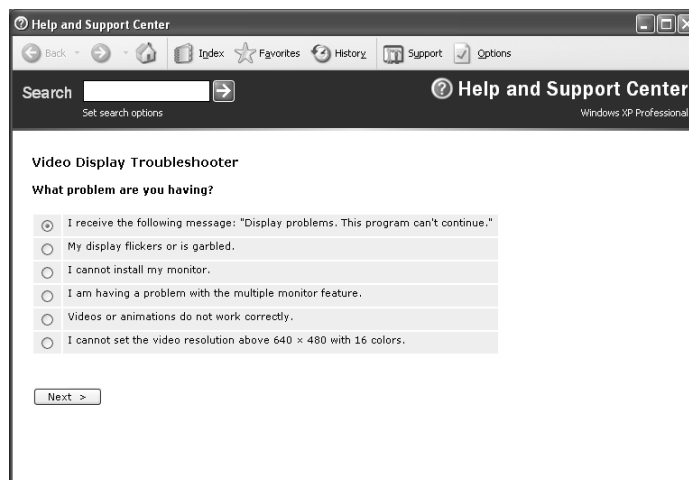 Help and Support Center
Back Index Favorites History Support Options
Search
Set search options
Help and Support Center
Windows XP Professional
Video Display Troubleshooter
What problem are you having?
I receive the following message: "Display problems. This program can't continue."
My display flickers or is garbled.
I cannot install my monitor.
I am having a problem with the multiple monitor feature.
Videos or animations do not work correctly.
I cannot set the video resolution above 640 × 480 with 16 colors.
Next >